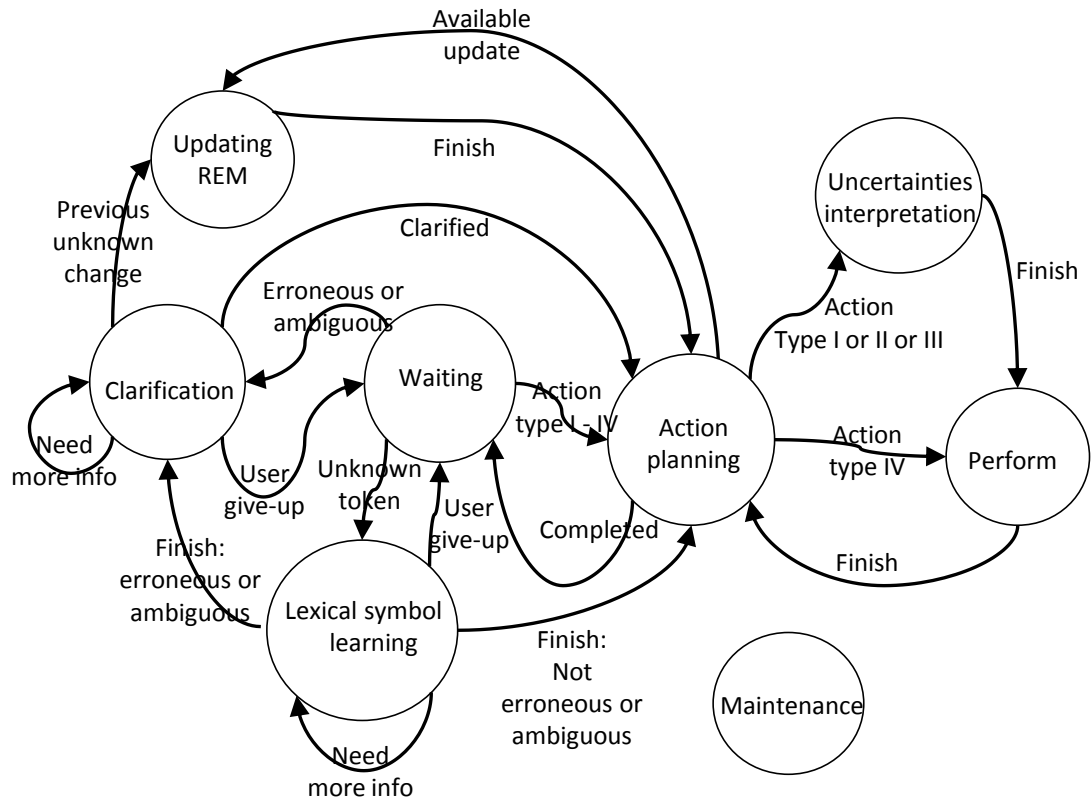 Available
update
Updating
REM
Finish
Uncertainties
interpretation
Previous
unknown
change
Clarified
Finish
Erroneous or
ambiguous
Action
Type I or II or III
Clarification
Waiting
Action
type I - IV
Action
planning
Action
type IV
Perform
Need
more info
User
give-up
Unknown
token
User
give-up
Completed
Finish:
erroneous or
ambiguous
Finish
Lexical symbol
learning
Finish:
Not
erroneous or
ambiguous
Maintenance
Need
more info